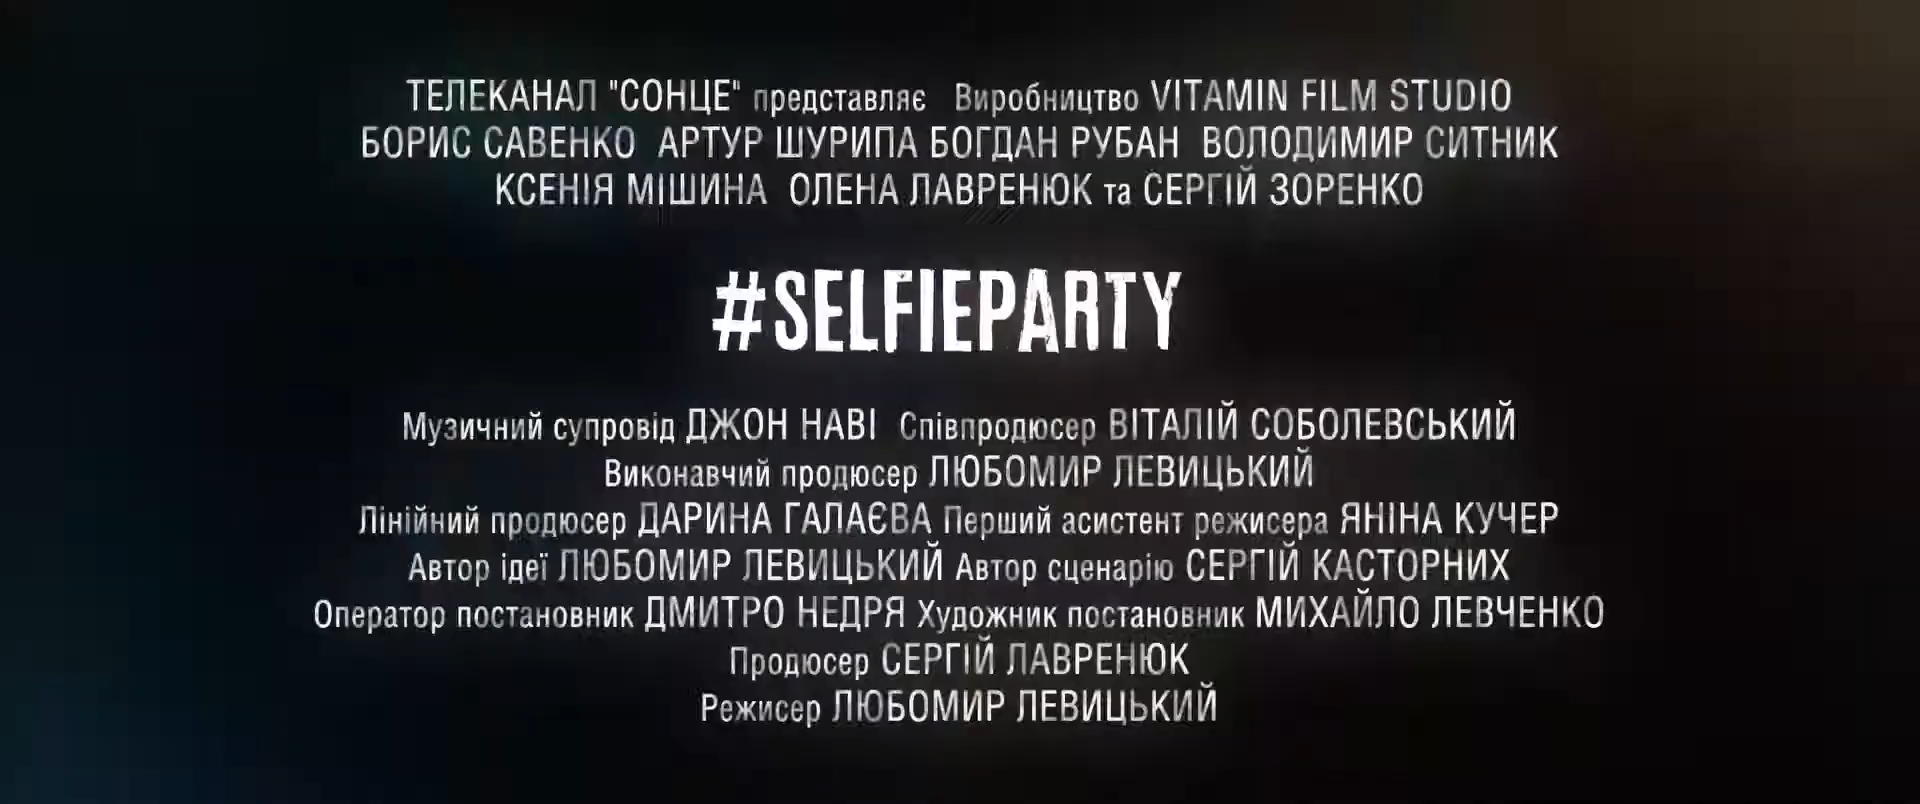 ТЕЛЕКАНАЛ "СОНЦЕ" представляє Виробництво VITAMIN FILM STUDIO
БОРИС САВЕНКО АРТУР ШУРИПА БОГДАН РУБАН ВОЛОДИМИР СИТНИК
КСЕНІЯ МІШИНА ОЛЕНА ЛАВРЕНЮК та СЕРГІЙ ЗОРЕНКО
#SELFIEPARTY
Музичний супровід ДЖОН НАВІ Співпродюсер ВІТАЛІЙ СОБОЛЕВСЬКИЙ
Виконавчий продюсер ЛЮБОМИР ЛЕВИЦЬКИЙ
Лінійний продюсер ДАРИНА ГАЛАЄВА Перший асистент режисера ЯНІНА КУЧЕР
Автор ідеї ЛЮБОМИР ЛЕВИЦЬКИЙ Автор сценарію СЕРГІЙ КАСТОРНИХ
Оператор постановник ДМИТРО НЕДРЯ Художник постановник МИХАЙЛО ЛЕВЧЕНКО
Продюсер СЕРГІЙ ЛАВРЕНЮК
Режисер ЛЮБОМИР ЛЕВИЦЬКИЙ